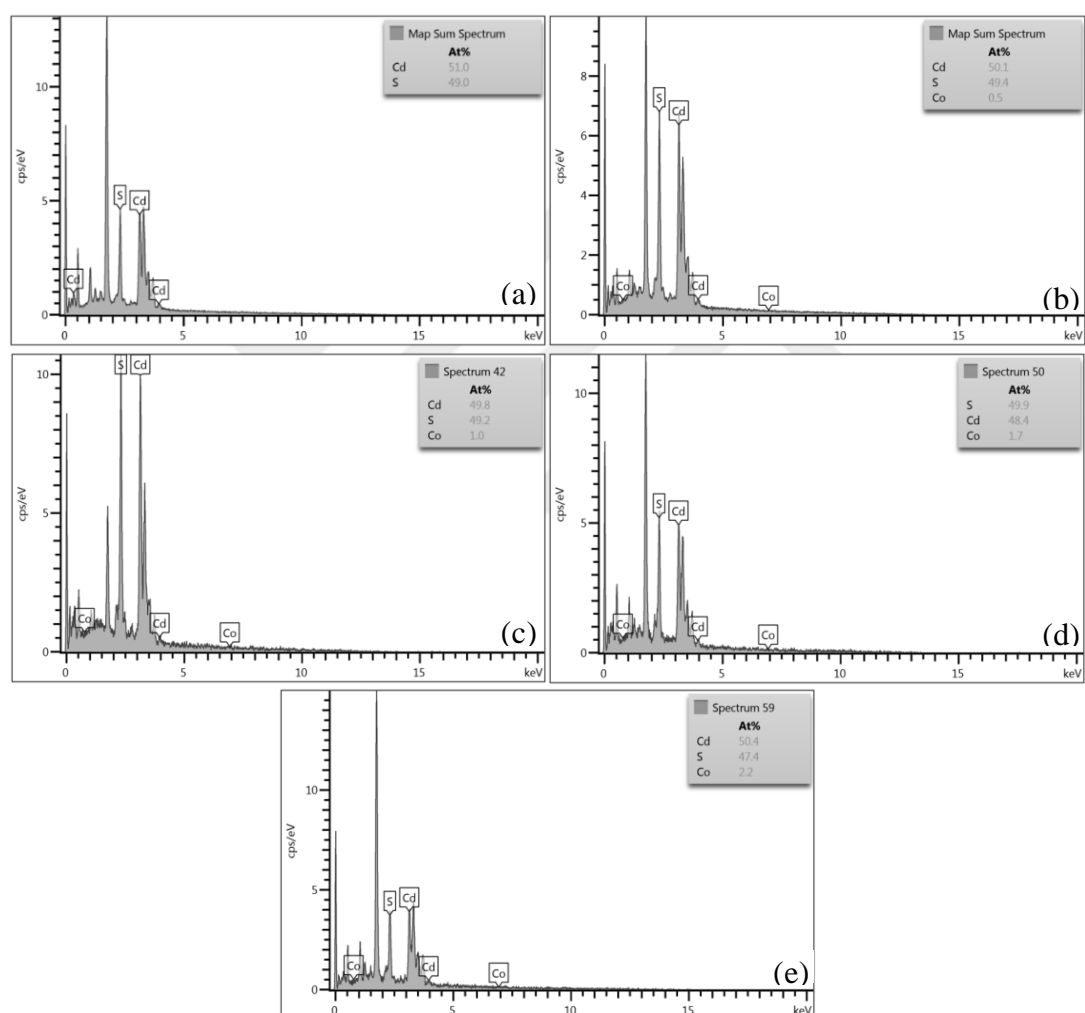 Map Sum Spectrum
At%
Cd 51.0
S 49.0
cps/eV
10
5
0
S
Cd
Cd
Cd
(a)
0 5 10 15 keV
Map Sum Spectrum
At%
Cd 50.1
S 49.4
Co 0.5
cps/eV
8
6
4
2
0
S
Cd
Co
Cd
Co
(b)
0 5 10 15 keV
Spectrum 42
At%
Cd 49.8
S 49.2
Co 1.0
cps/eV
10
5
0
S
Cd
Co
Cd
Co
(c)
0 5 10 15 keV
Spectrum 50
At%
S 49.9
Cd 48.4
Co 1.7
cps/eV
10
5
0
S
Cd
Co
Cd
Co
(d)
0 5 10 15 keV
Spectrum 59
At%
Cd 50.4
S 47.4
Co 2.2
cps/eV
10
5
0
S
Cd
Co
Cd
Co
(e)
0 5 10 15 keV